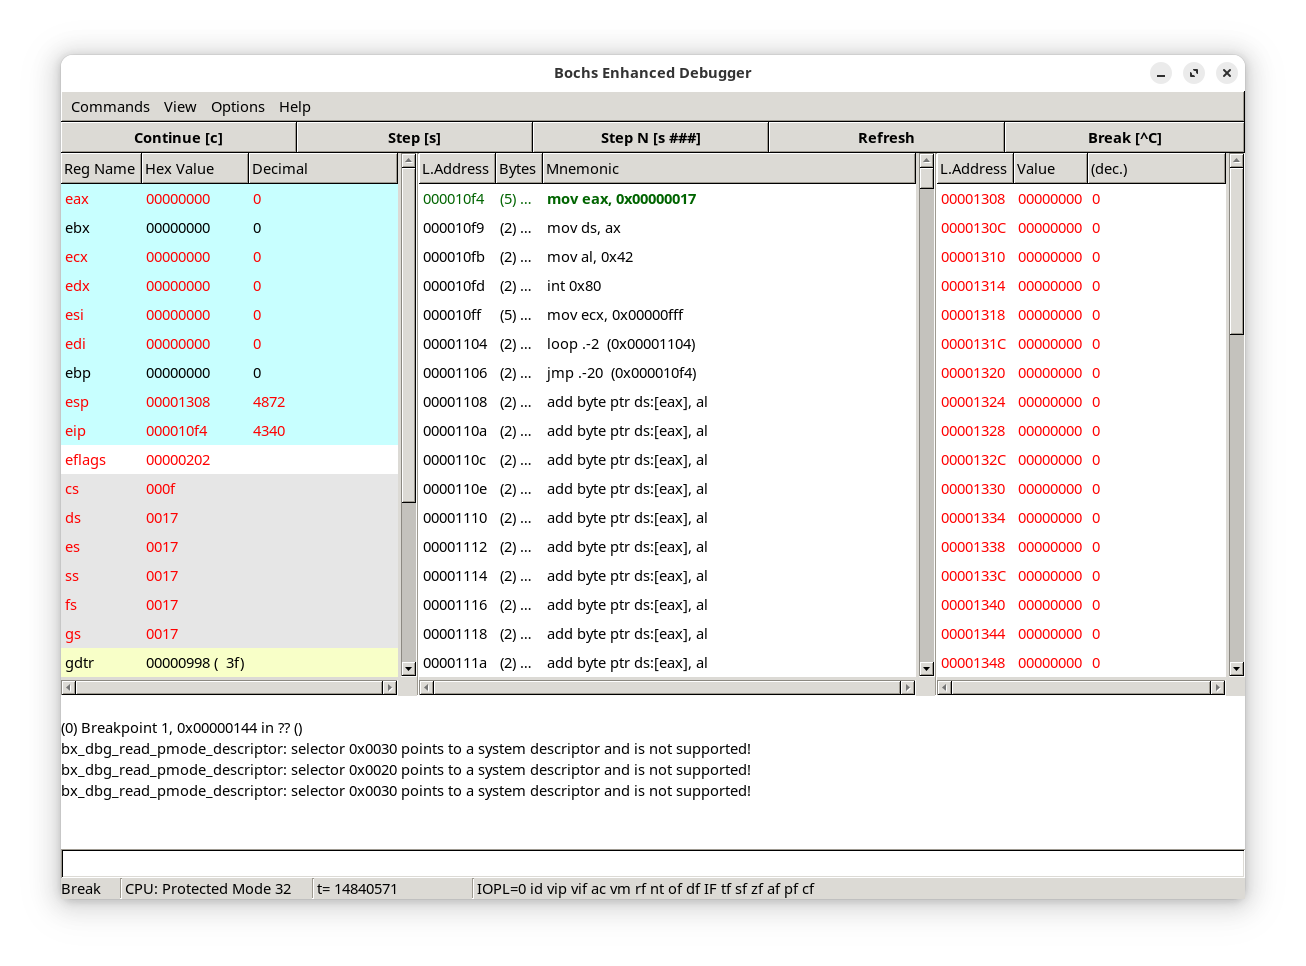 Bochs Enhanced Debugger
Commands View Options Help
Continue [c] Step [s] Step N [s ###] Refresh Break [^C]
Reg Name Hex Value Decimal L.Address Bytes Mnemonic L.Address Value (dec.)
eax 00000000 0 000010f4 (5) ... mov eax, 0x00000017 00001308 00000000 0
ebx 00000000 0 000010f9 (2) ... mov ds, ax 0000130C 00000000 0
ecx 00000000 0 000010fb (2) ... mov al, 0x42 00001310 00000000 0
edx 00000000 0 000010fd (2) ... int 0x80 00001314 00000000 0
esi 00000000 0 000010ff (5) ... mov ecx, 0x00000fff 00001318 00000000 0
edi 00000000 0 00001104 (2) ... loop .-2 (0x00001104) 0000131C 00000000 0
ebp 00000000 0 00001106 (2) ... jmp .-20 (0x000010f4) 00001320 00000000 0
esp 00001308 4872 00001108 (2) ... add byte ptr ds:[eax], al 00001324 00000000 0
eip 000010f4 4340 0000110a (2) ... add byte ptr ds:[eax], al 00001328 00000000 0
eflags 00000202 0000110c (2) ... add byte ptr ds:[eax], al 0000132C 00000000 0
cs 000f 0000110e (2) ... add byte ptr ds:[eax], al 00001330 00000000 0
ds 0017 00001110 (2) ... add byte ptr ds:[eax], al 00001334 00000000 0
es 0017 00001112 (2) ... add byte ptr ds:[eax], al 00001338 00000000 0
ss 0017 00001114 (2) ... add byte ptr ds:[eax], al 0000133C 00000000 0
fs 0017 00001116 (2) ... add byte ptr ds:[eax], al 00001340 00000000 0
gs 0017 00001118 (2) ... add byte ptr ds:[eax], al 00001344 00000000 0
gdtr 00000998 ( 3f) 0000111a (2) ... add byte ptr ds:[eax], al 00001348 00000000 0
(0) Breakpoint 1, 0x00000144 in ?? ()
bx_dbg_read_pmode_descriptor: selector 0x0030 points to a system descriptor and is not supported!
bx_dbg_read_pmode_descriptor: selector 0x0020 points to a system descriptor and is not supported!
bx_dbg_read_pmode_descriptor: selector 0x0030 points to a system descriptor and is not supported!
Break CPU: Protected Mode 32 t= 14840571 IOPL=0 id vip vif ac vm rf nt of df IF tf sf zf af pf cf